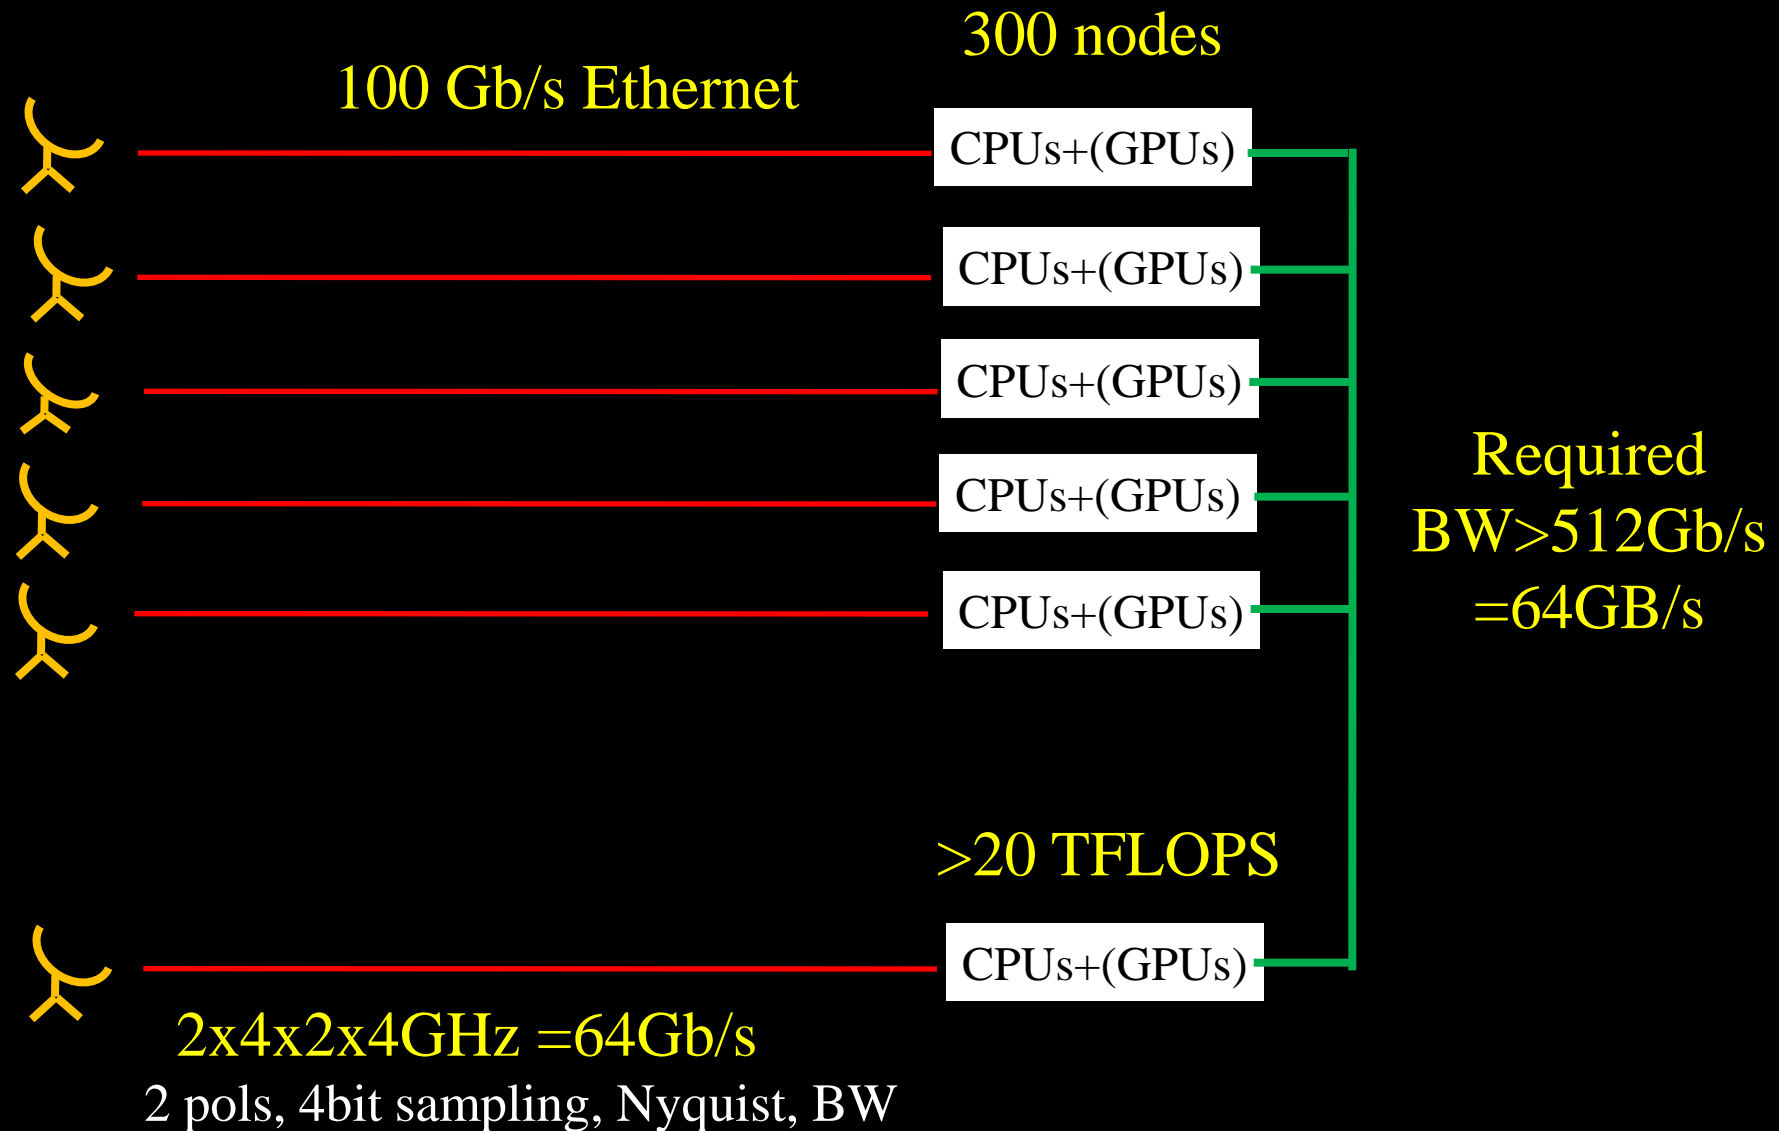 300 nodes
100 Gb/s Ethernet
CPUs+(GPUs)
CPUs+(GPUs)
CPUs+(GPUs)
CPUs+(GPUs)
CPUs+(GPUs)
Required
BW>512Gb/s
=64GB/s
>20 TFLOPS
CPUs+(GPUs)
2x4x2x4GHz =64Gb/s
2 pols, 4bit sampling, Nyquist, BW